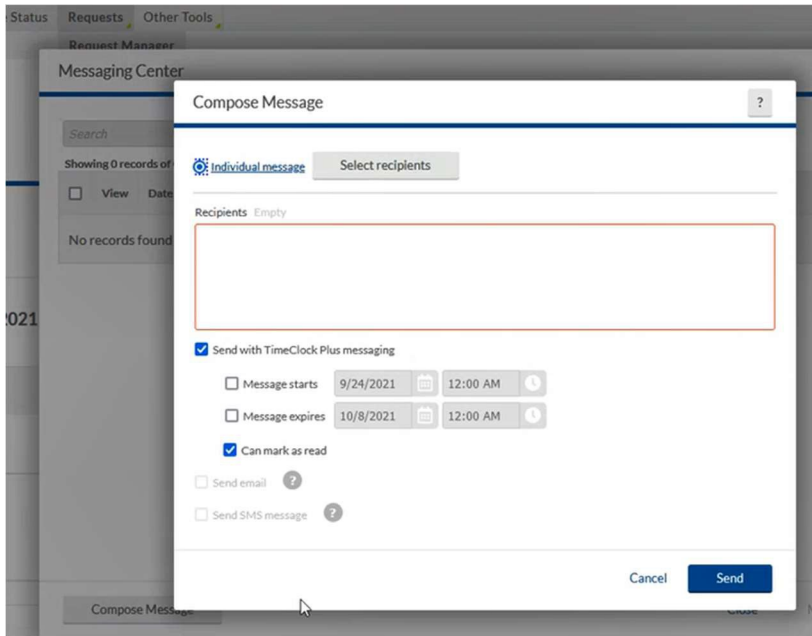 Status Requests Other Tools
Request Manager
Messaging Center
Compose Message ?
Search
Individual message Select recipients
Showing 0 records of
View Date
Recipients Empty
No records found
2021
Send with TimeClock Plus messaging
Message starts 9/24/2021 12:00 AM
Message expires 10/8/2021 12:00 AM
Can mark as read
Send email ?
Send SMS message ?
Cancel Send
Compose Message Close